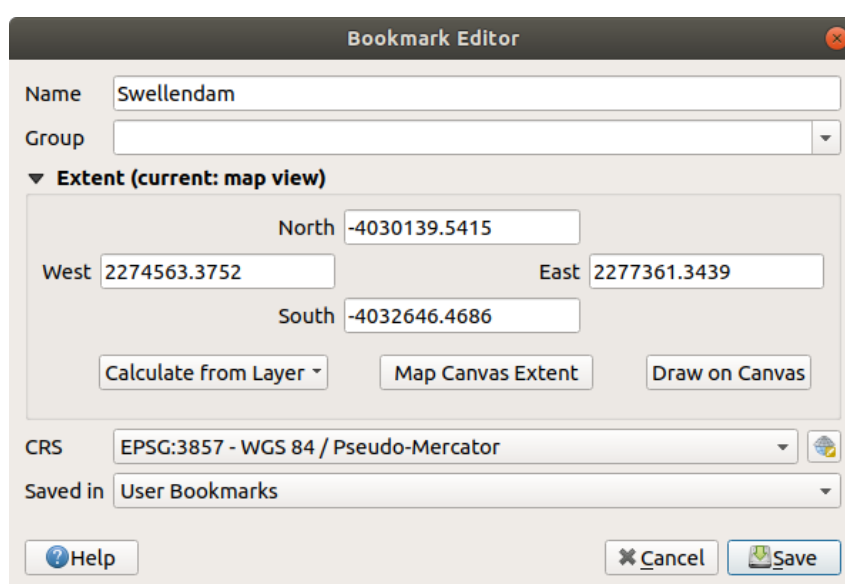 Bookmark Editor
Name Swellendam
Group
Extent (current: map view)
North -4030139.5415
West 2274563.3752 East 2277361.3439
South -4032646.4686
Calculate from Layer Map Canvas Extent Draw on Canvas
CRS EPSG:3857 - WGS 84 / Pseudo-Mercator
Saved in User Bookmarks
Help Cancel Save